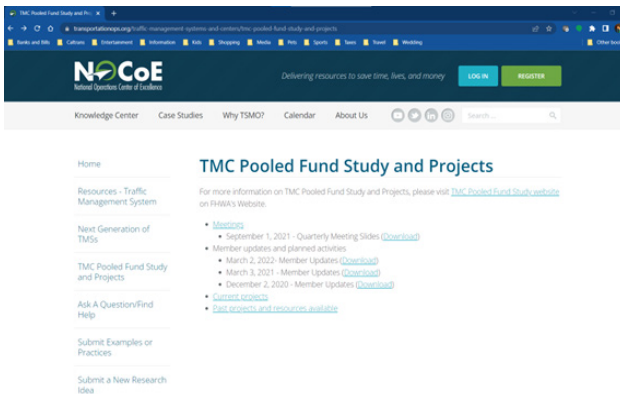 TMC Pooled Fund Study and Proj
transportationops.org/traffic-management-systems-and-centers/tmc-pooled-fund-study-and-projects
Banks and Bills Caltrans Entertainment Information Kids Shopping Media Pets Sports Taxes Travel Wedding
NOCoE
National Operations Center of Excellence
Delivering resources to save time, lives, and money
LOG IN
REGISTER
Knowledge Center Case Studies Why TSMO? Calendar About Us Search...
Home
Resources - Traffic
Management System
Next Generation of
TMSs
TMC Pooled Fund Study
and Projects
Ask A Question/Find
Help
Submit Examples or
Practices
Submit a New Research
Idea
TMC Pooled Fund Study and Projects
For more information on TMC Pooled Fund Study and Projects, please visit TMC Pooled Fund Study website
on FHWA's Website.
Meetings
September 1, 2021 - Quarterly Meeting Slides (Download)
Member updates and planned activities
March 2, 2022- Member Updates (Download)
March 3, 2021 - Member Updates (Download)
December 2, 2020 - Member Updates (Download)
Current projects
Past projects and resources available